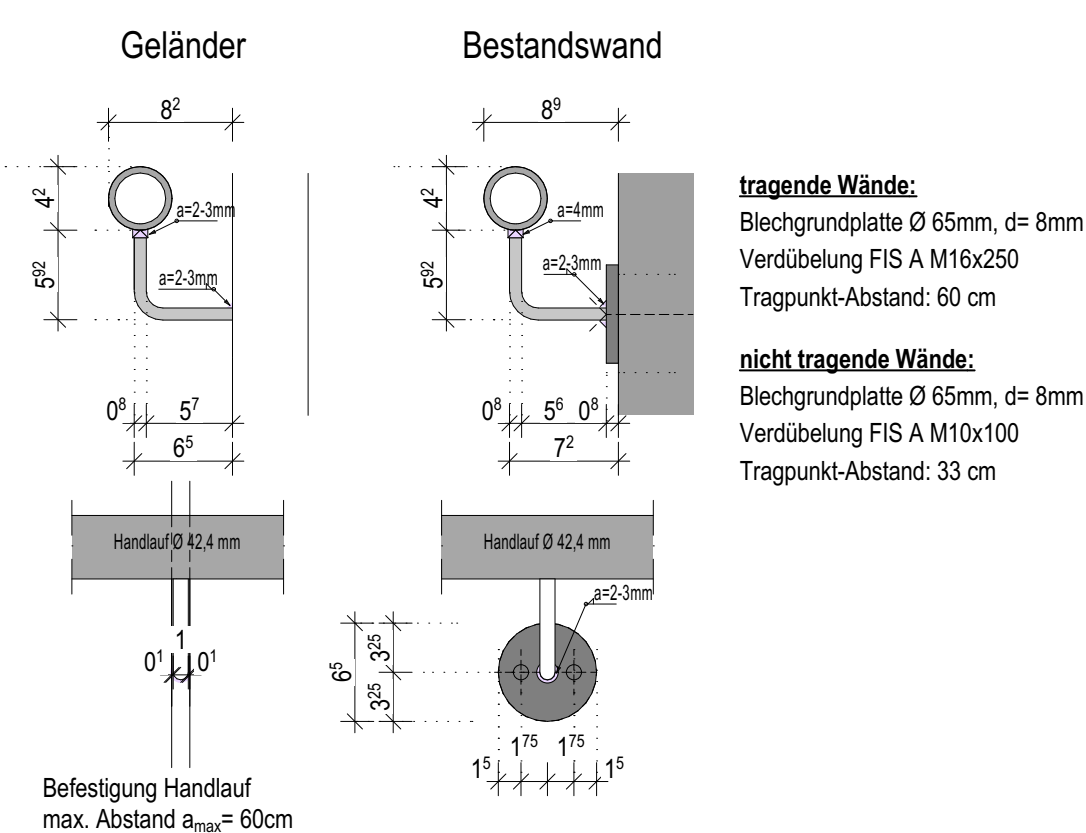 Geländer
8²
4²
5⁹²
a=2-3mm
a=2-3mm
0⁸ 5⁷
6⁵
Handlauf Ø 42,4 mm
1
0¹ 0¹
Befestigung Handlauf
max. Abstand aₘₐₓ= 60cm
Bestandswand
8⁹
4²
5⁹²
a=4mm
a=2-3mm
0⁸ 5⁶ 0⁸
7²
Handlauf Ø 42,4 mm
a=2-3mm
6⁵
3²⁵
3²⁵
1⁷⁵ 1⁷⁵
1⁵ 1⁵
tragende Wände:
Blechgrundplatte Ø 65mm, d= 8mm
Verdübelung FIS A M16x250
Tragpunkt-Abstand: 60 cm
nicht tragende Wände:
Blechgrundplatte Ø 65mm, d= 8mm
Verdübelung FIS A M10x100
Tragpunkt-Abstand: 33 cm